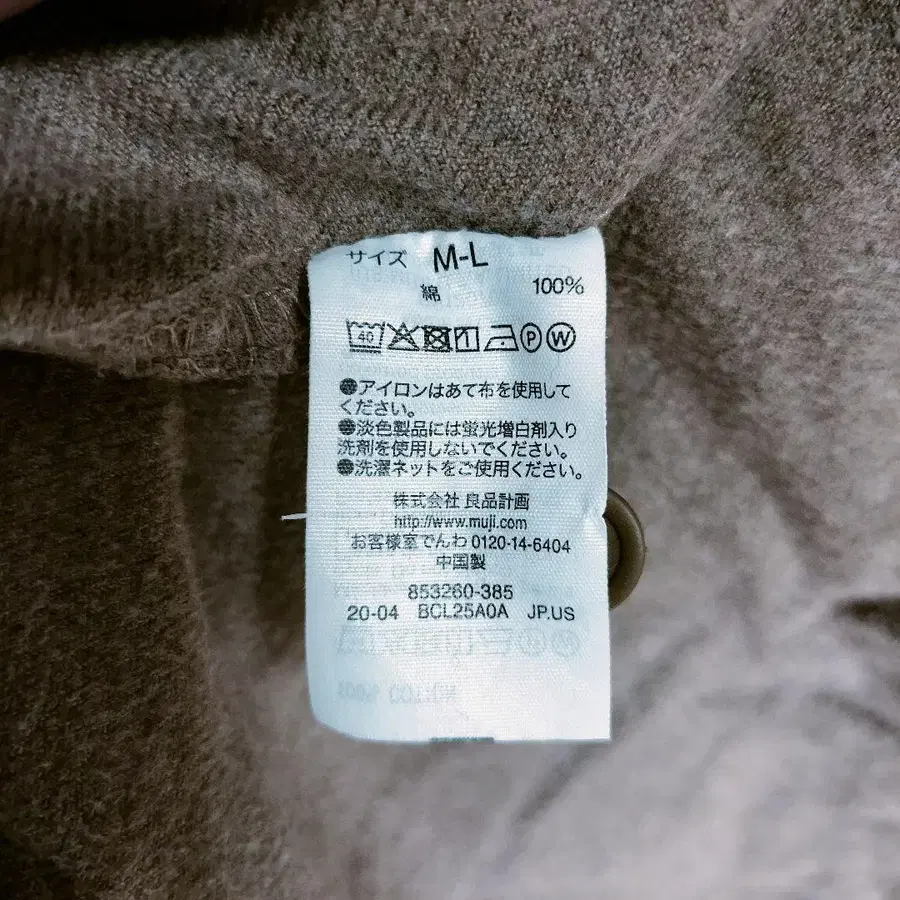 サイズ M-L
綿 100%
40 P W
●アイロンはあて布を使用して
ください。
●淡色製品には蛍光増白剤入り
洗剤を使用しないでください。
●洗濯ネットをご使用ください。
株式会社 良品計画
http://www.muji.com
お客様室でんわ 0120-14-6404
中国製
853260-385
20-04 BCL25A0A JP.US